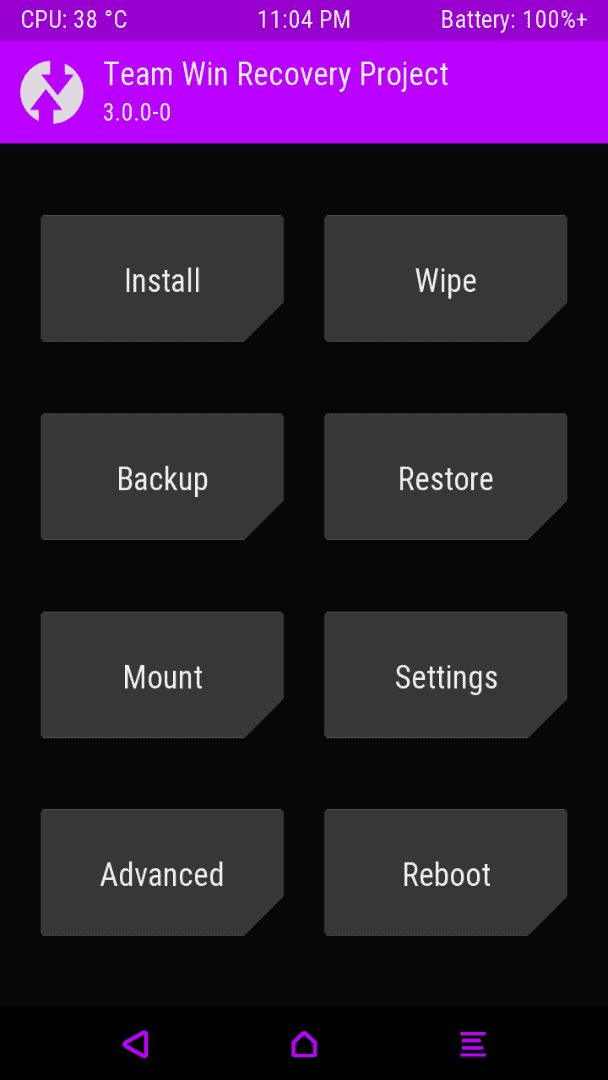 CPU: 38 °C 11:04 PM Battery: 100%+
Team Win Recovery Project
3.0.0-0
Install Wipe
Backup Restore
Mount Settings
Advanced Reboot